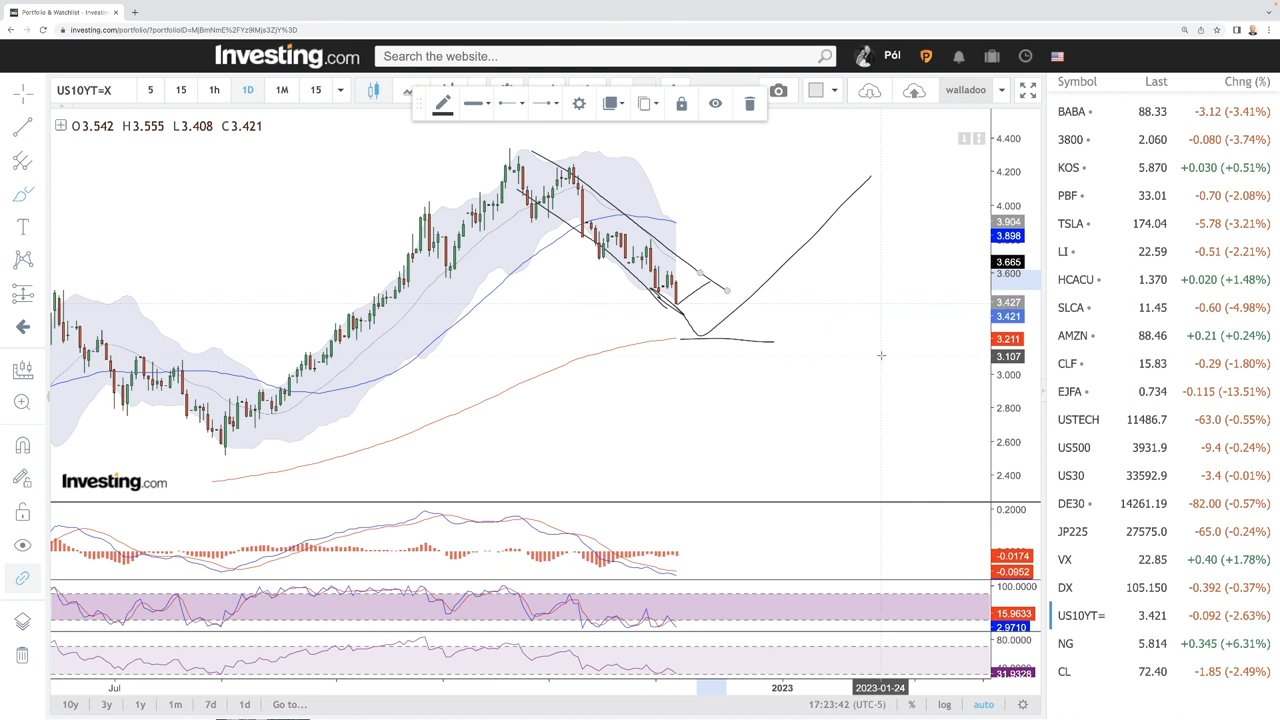 Portfolio & Watchlist - Investin
investing.com/portfolio/?portfolioID=MjBmNmE%2FYz9lMjs3ZjY%3D
Investing.com Search the website... Pól
US10YT=X 5 15 1h 1D 1M 15 walladoo
O3.542 H3.555 L3.408 C3.421
4.400
4.200
4.000
3.904
3.898
3.665
3.600
3.427
3.421
3.211
3.107
3.000
2.800
2.600
2.400
Investing.com
0.2000
-0.0174
-0.0952
100.0000
15.9633
2.9710
80.0000
31.9328
Jul 2023 2023-01-24
10y 3y 1y 1m 7d 1d Go to... 17:23:42 (UTC-5) % log auto
Symbol Last Chng (%)
BABA 88.33 -3.12 (-3.41%)
3800 2.060 -0.080 (-3.74%)
KOS 5.870 +0.030 (+0.51%)
PBF 33.01 -0.70 (-2.08%)
TSLA 174.04 -5.78 (-3.21%)
LI 22.59 -0.51 (-2.21%)
HCACU 1.370 +0.020 (+1.48%)
SLCA 11.45 -0.60 (-4.98%)
AMZN 88.46 +0.21 (+0.24%)
CLF 15.83 -0.29 (-1.80%)
EJFA 0.734 -0.115 (-13.51%)
USTECH 11486.7 -63.0 (-0.55%)
US500 3931.9 -9.4 (-0.24%)
US30 33592.9 -3.4 (-0.01%)
DE30 14261.19 -82.00 (-0.57%)
JP225 27575.0 -65.0 (-0.24%)
VX 22.85 +0.40 (+1.78%)
DX 105.150 -0.392 (-0.37%)
US10YT= 3.421 -0.092 (-2.63%)
NG 5.814 +0.345 (+6.31%)
CL 72.40 -1.85 (-2.49%)